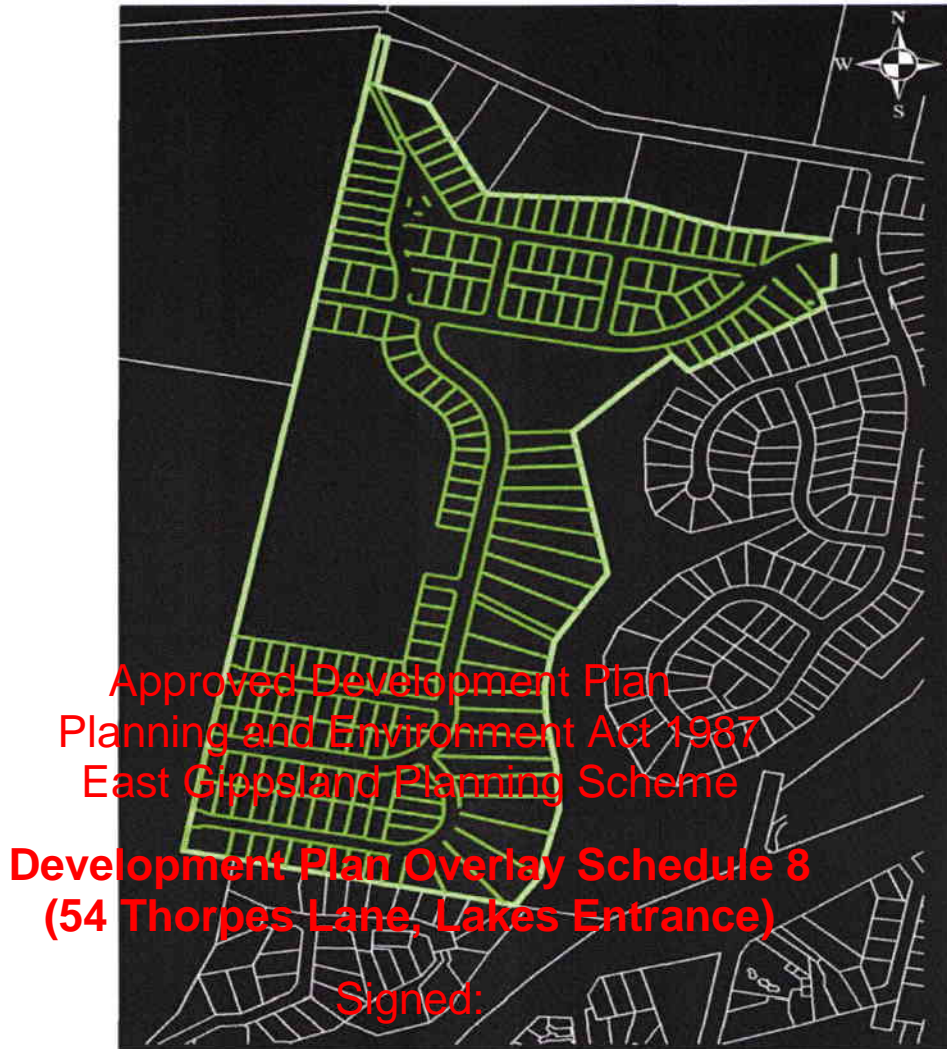 N
W
S
Approved Development Plan
Planning and Environment Act 1987
East Gippsland Planning Scheme
Development Plan Overlay Schedule 8
(54 Thorpes Lane, Lakes Entrance)
Signed: